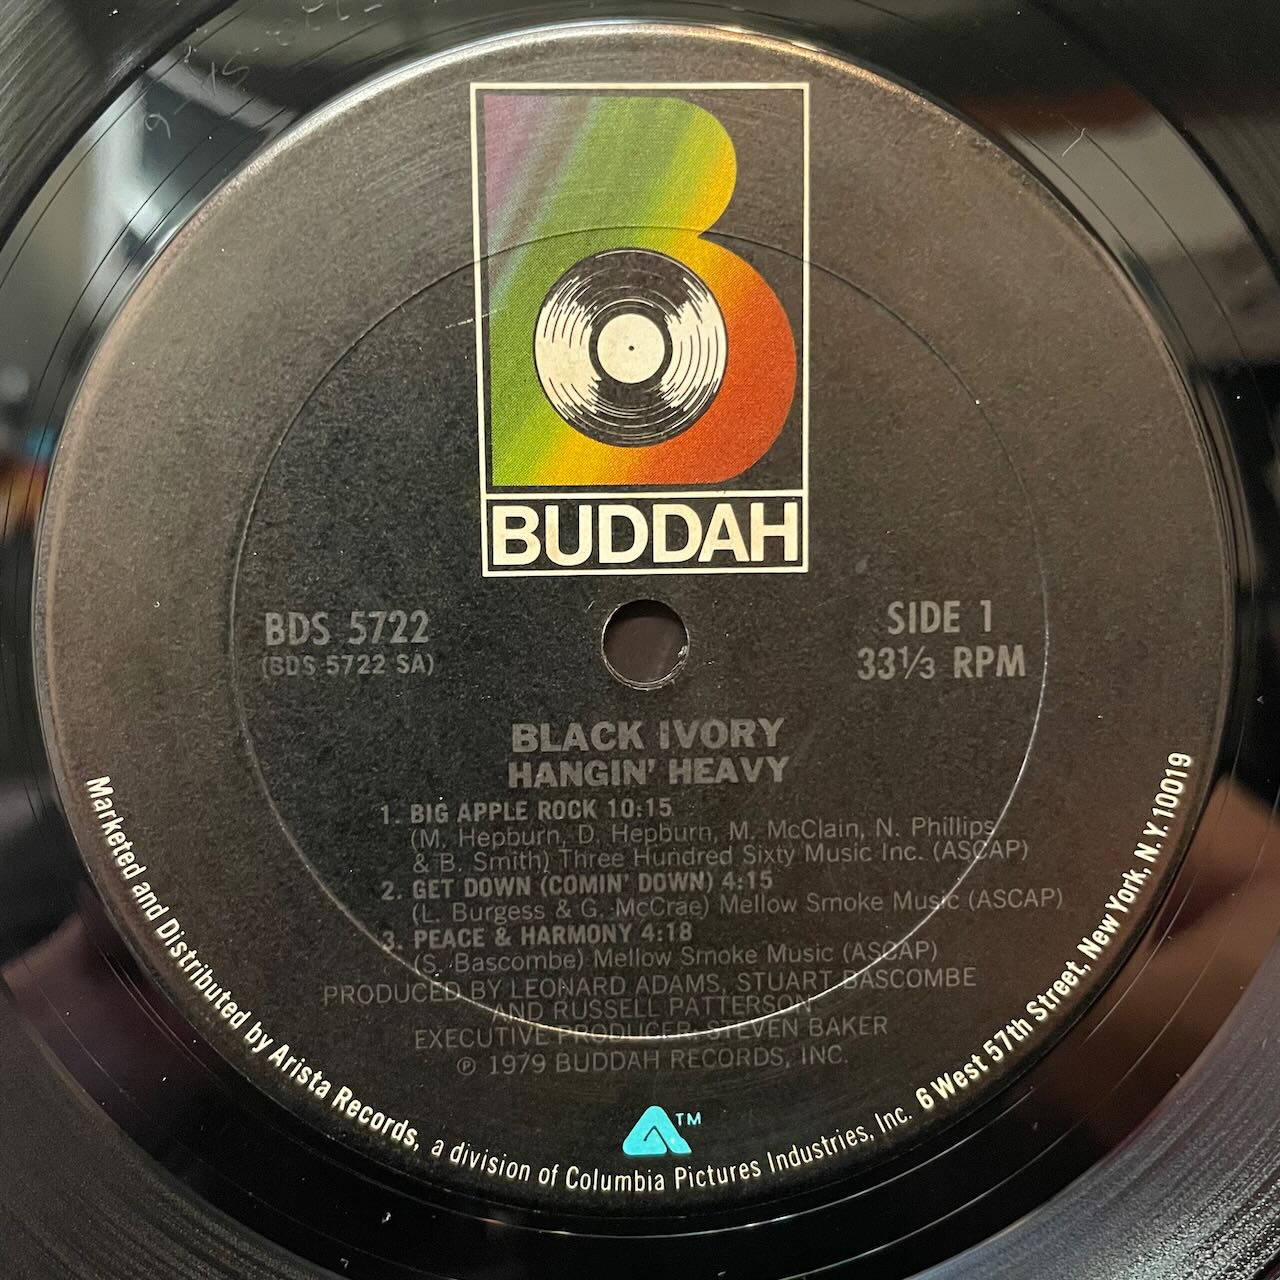 BUDDAH
BDS 5722
(BDS 5722 SA)
SIDE 1
33⅓ RPM
BLACK IVORY
HANGIN' HEAVY
1. BIG APPLE ROCK 10:15
(M. Hepburn, D. Hepburn, M. McClain, N. Phillips
& B. Smith) Three Hundred Sixty Music Inc. (ASCAP)
2. GET DOWN (COMIN' DOWN) 4:15
(L. Burgess & G. McCrae) Mellow Smoke Music (ASCAP)
3. PEACE & HARMONY 4:18
(S. Bascombe) Mellow Smoke Music (ASCAP)
PRODUCED BY LEONARD ADAMS, STUART BASCOMBE
AND RUSSELL PATTERSON
EXECUTIVE PRODUCER: STEVEN BAKER
℗ 1979 BUDDAH RECORDS, INC.
TM
Marketed and Distributed by Arista Records, a division of Columbia Pictures Industries, Inc. 6 West 57th Street, New York, N.Y. 10019